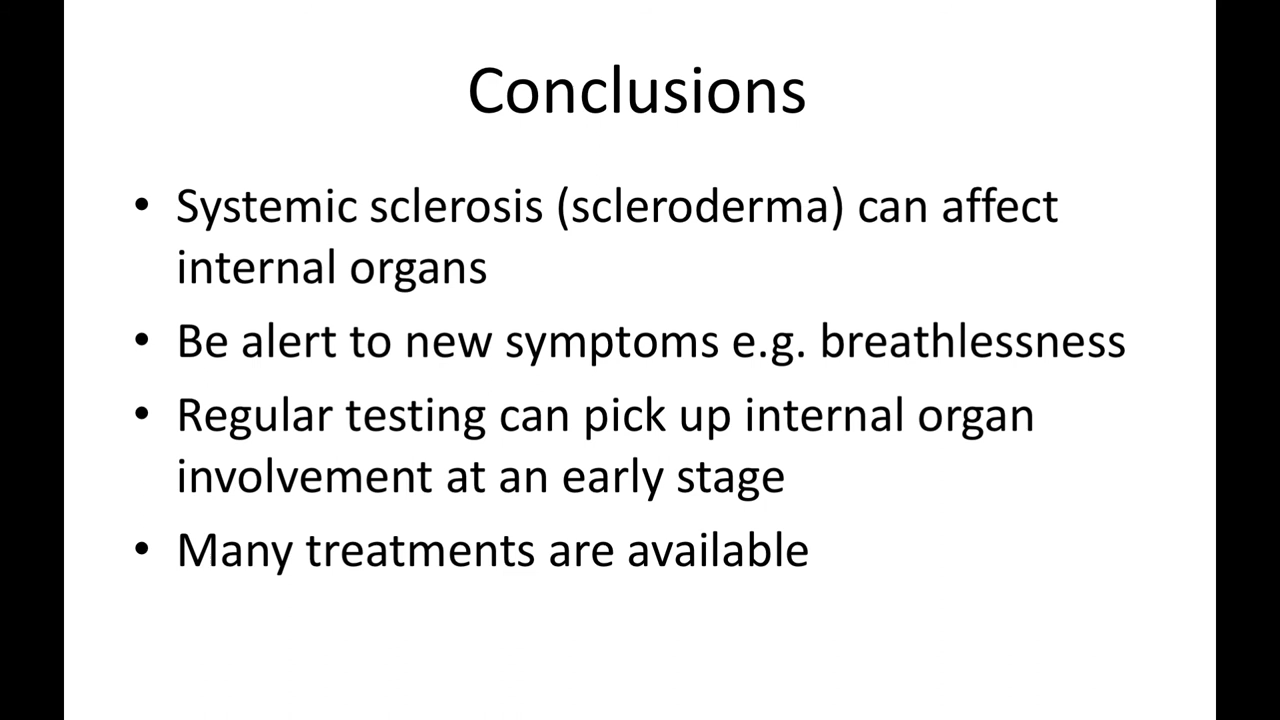 Conclusions
• Systemic sclerosis (scleroderma) can affect
internal organs
• Be alert to new symptoms e.g. breathlessness
• Regular testing can pick up internal organ
involvement at an early stage
• Many treatments are available